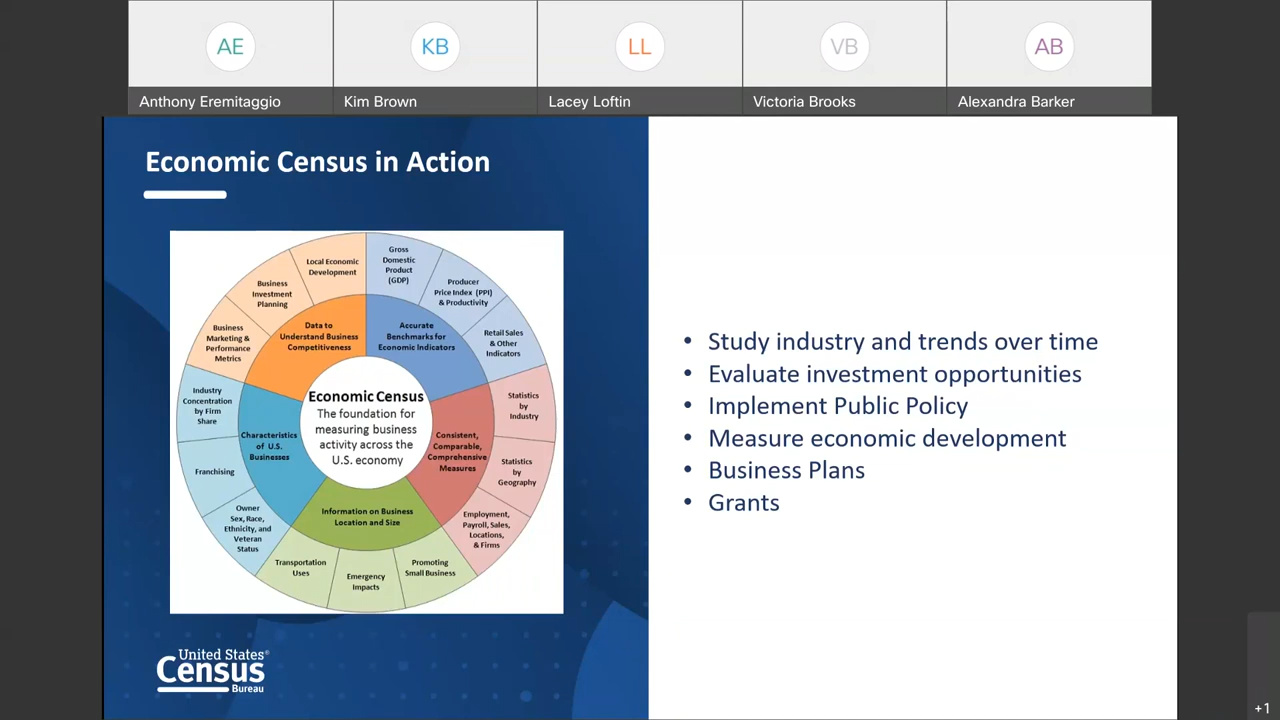 AE
KB
LL
VB
AB
Anthony Eremitaggio
Kim Brown
Lacey Loftin
Victoria Brooks
Alexandra Barker
Economic Census in Action
Gross
Domestic
Product
(GDP)
Producer
Price Index (PPI)
& Productivity
Retail Sales
& Other
Indicators
Accurate
Benchmarks for
Economic Indicators
Statistics
by
Industry
Statistics
by
Geography
Employment,
Payroll, Sales,
Locations,
& Firms
Consistent,
Comparable,
Comprehensive
Measures
Promoting
Small Business
Emergency
Impacts
Transportation
Uses
Information on Business
Location and Size
Owner
Sex, Race,
Ethnicity, and
Veteran
Status
Franchising
Industry
Concentration
by Firm
Share
Characteristics
of U.S.
Businesses
Business
Marketing &
Performance
Metrics
Business
Investment
Planning
Local Economic
Development
Data to
Understand Business
Competitiveness
Economic Census
The foundation for
measuring business
activity across the
U.S. economy
• Study industry and trends over time
• Evaluate investment opportunities
• Implement Public Policy
• Measure economic development
• Business Plans
• Grants
United States®
Census
Bureau
+1